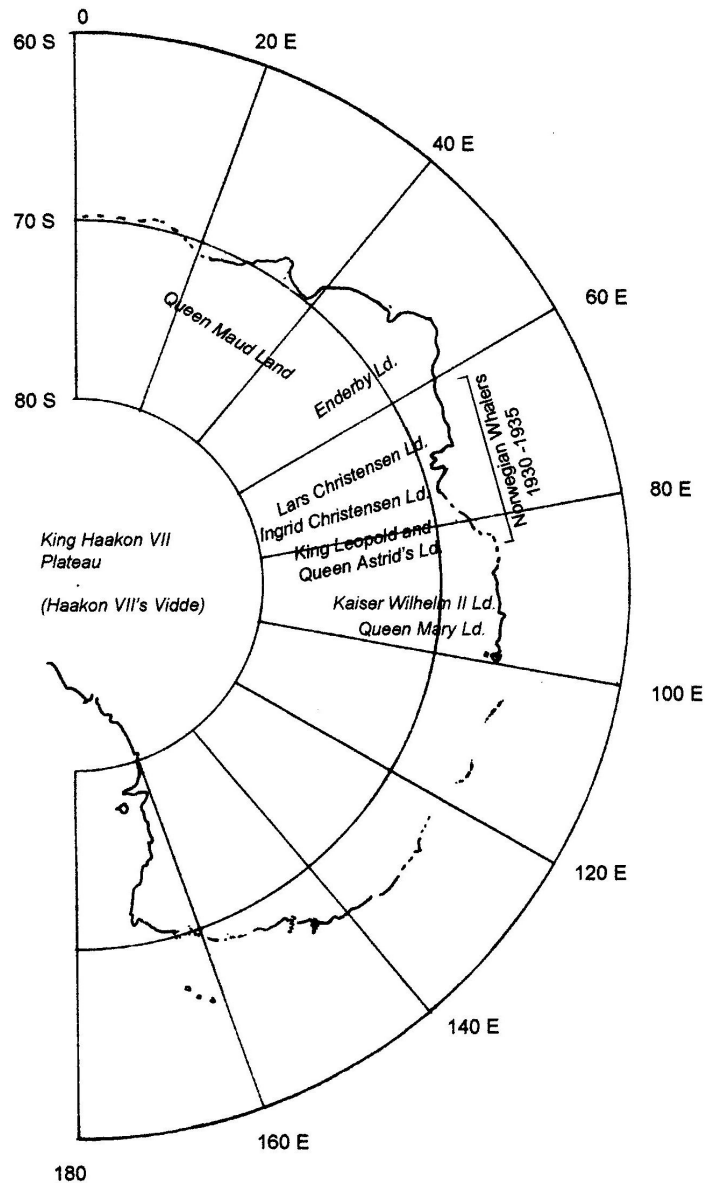 0
60 S
20 E
40 E
70 S
60 E
Queen Maud Land
Enderby Ld.
80 S
Norwegian Whalers
1930 -1935
Lars Christensen Ld.
80 E
Ingrid Christensen Ld.
King Leopold and
Queen Astrid's Ld.
King Haakon VII
Plateau
(Haakon VII's Vidde)
Kaiser Wilhelm II Ld.
Queen Mary Ld.
100 E
120 E
140 E
160 E
180